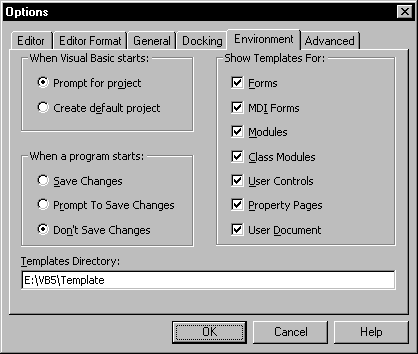 Options
Editor Editor Format General Docking Environment Advanced
When Visual Basic starts:
Prompt for project
Create default project
When a program starts:
Save Changes
Prompt To Save Changes
Don't Save Changes
Show Templates For:
Forms
MDI Forms
Modules
Class Modules
User Controls
Property Pages
User Document
Templates Directory:
E:\VB5\Template
OK Cancel Help